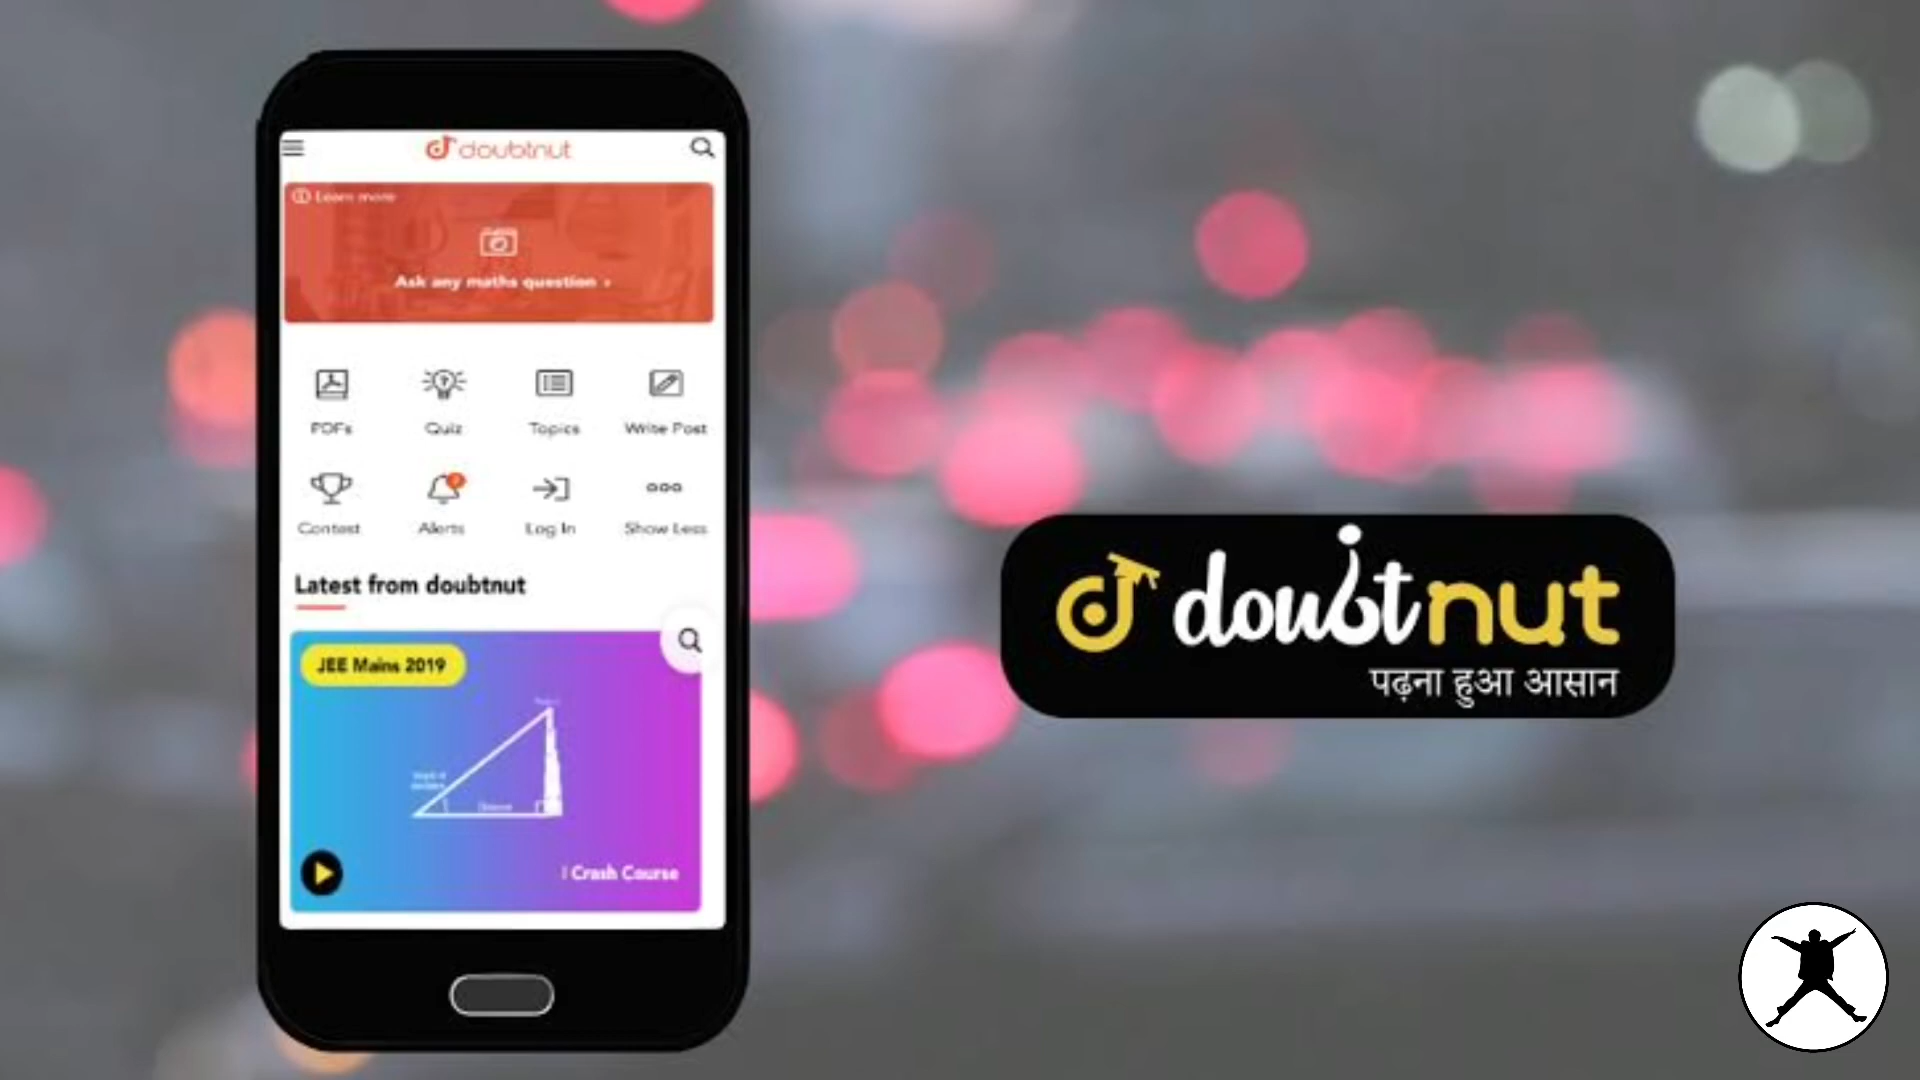 doubtnut
Learn more
Ask any maths question
PDFs
Quiz
Topics
Write Post
Contest
Alerts
Log In
Show Less
Latest from doubtnut
JEE Mains 2019
Distance
Crash Course
doubtnut
पढ़ना हुआ आसान